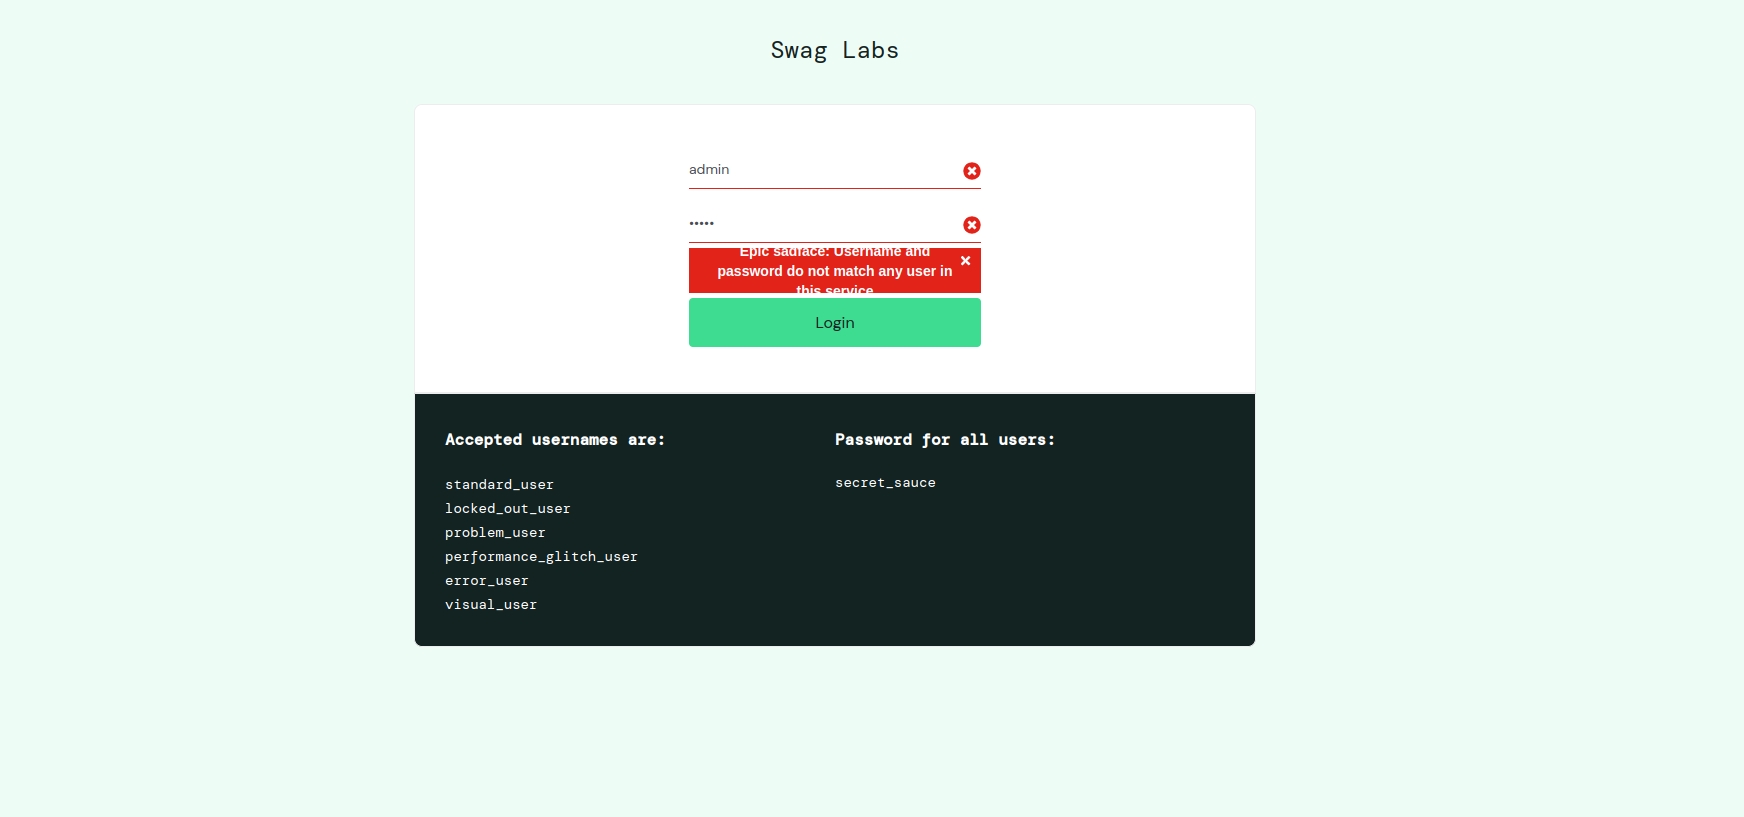 Swag Labs
admin
•••••
Epic sadface: Username and
password do not match any user in
this service
Login
Accepted usernames are:
standard_user
locked_out_user
problem_user
performance_glitch_user
error_user
visual_user
Password for all users:
secret_sauce